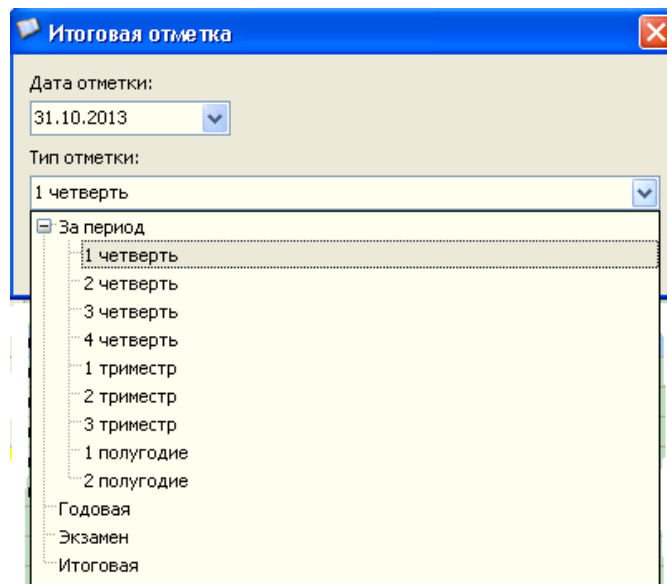 Итоговая отметка
Дата отметки:
31.10.2013
Тип отметки:
1 четверть
За период
1 четверть
2 четверть
3 четверть
4 четверть
1 триместр
2 триместр
3 триместр
1 полугодие
2 полугодие
Годовая
Экзамен
Итоговая